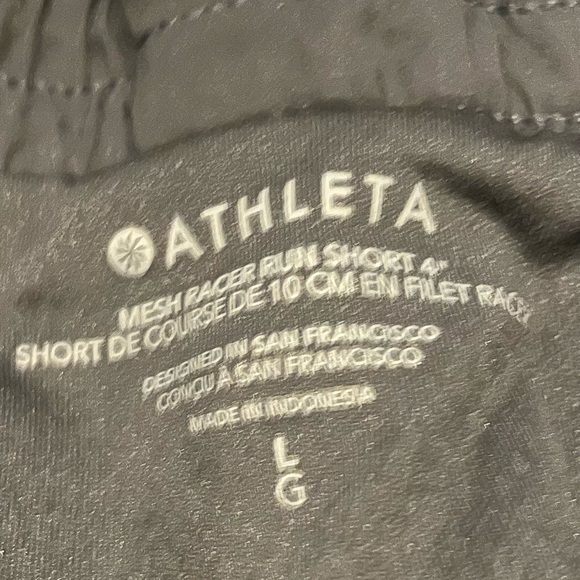 ATHLETA
MESH RACER RUN SHORT 4"
SHORT DE COURSE DE 10 CM EN FILET RACER
DESIGNED IN SAN FRANCISCO
CONÇU À SAN FRANCISCO
MADE IN INDONESIA
L
G